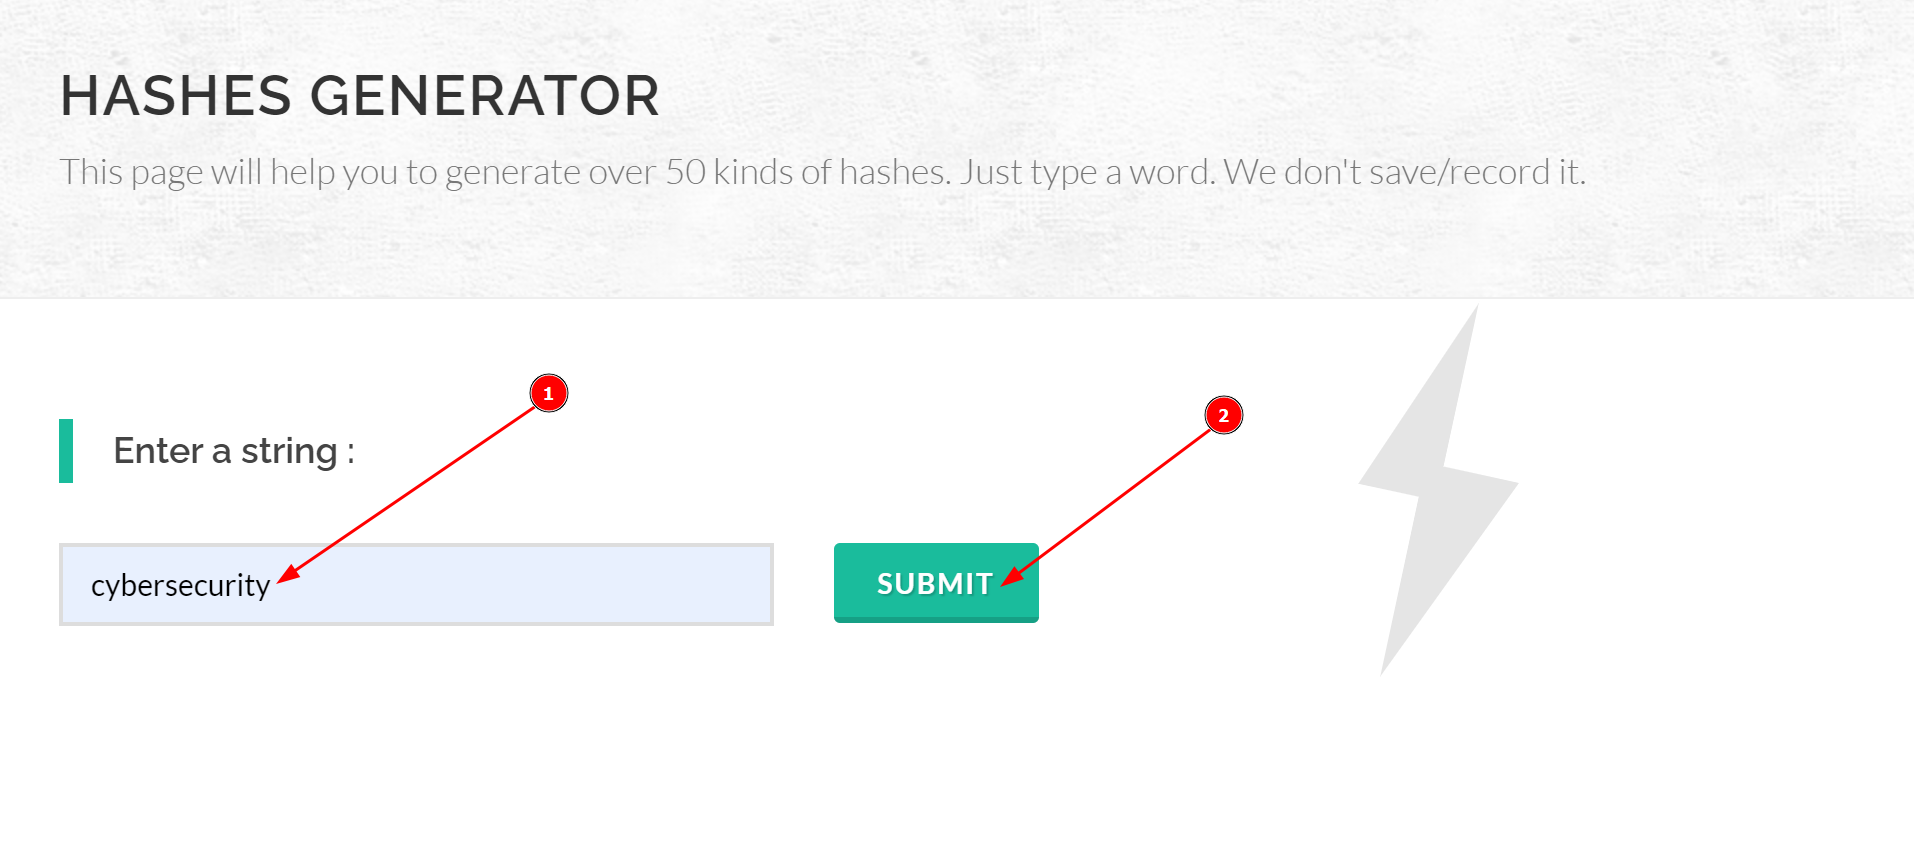 HASHES GENERATOR
This page will help you to generate over 50 kinds of hashes. Just type a word. We don't save/record it.
1
2
Enter a string :
cybersecurity
SUBMIT